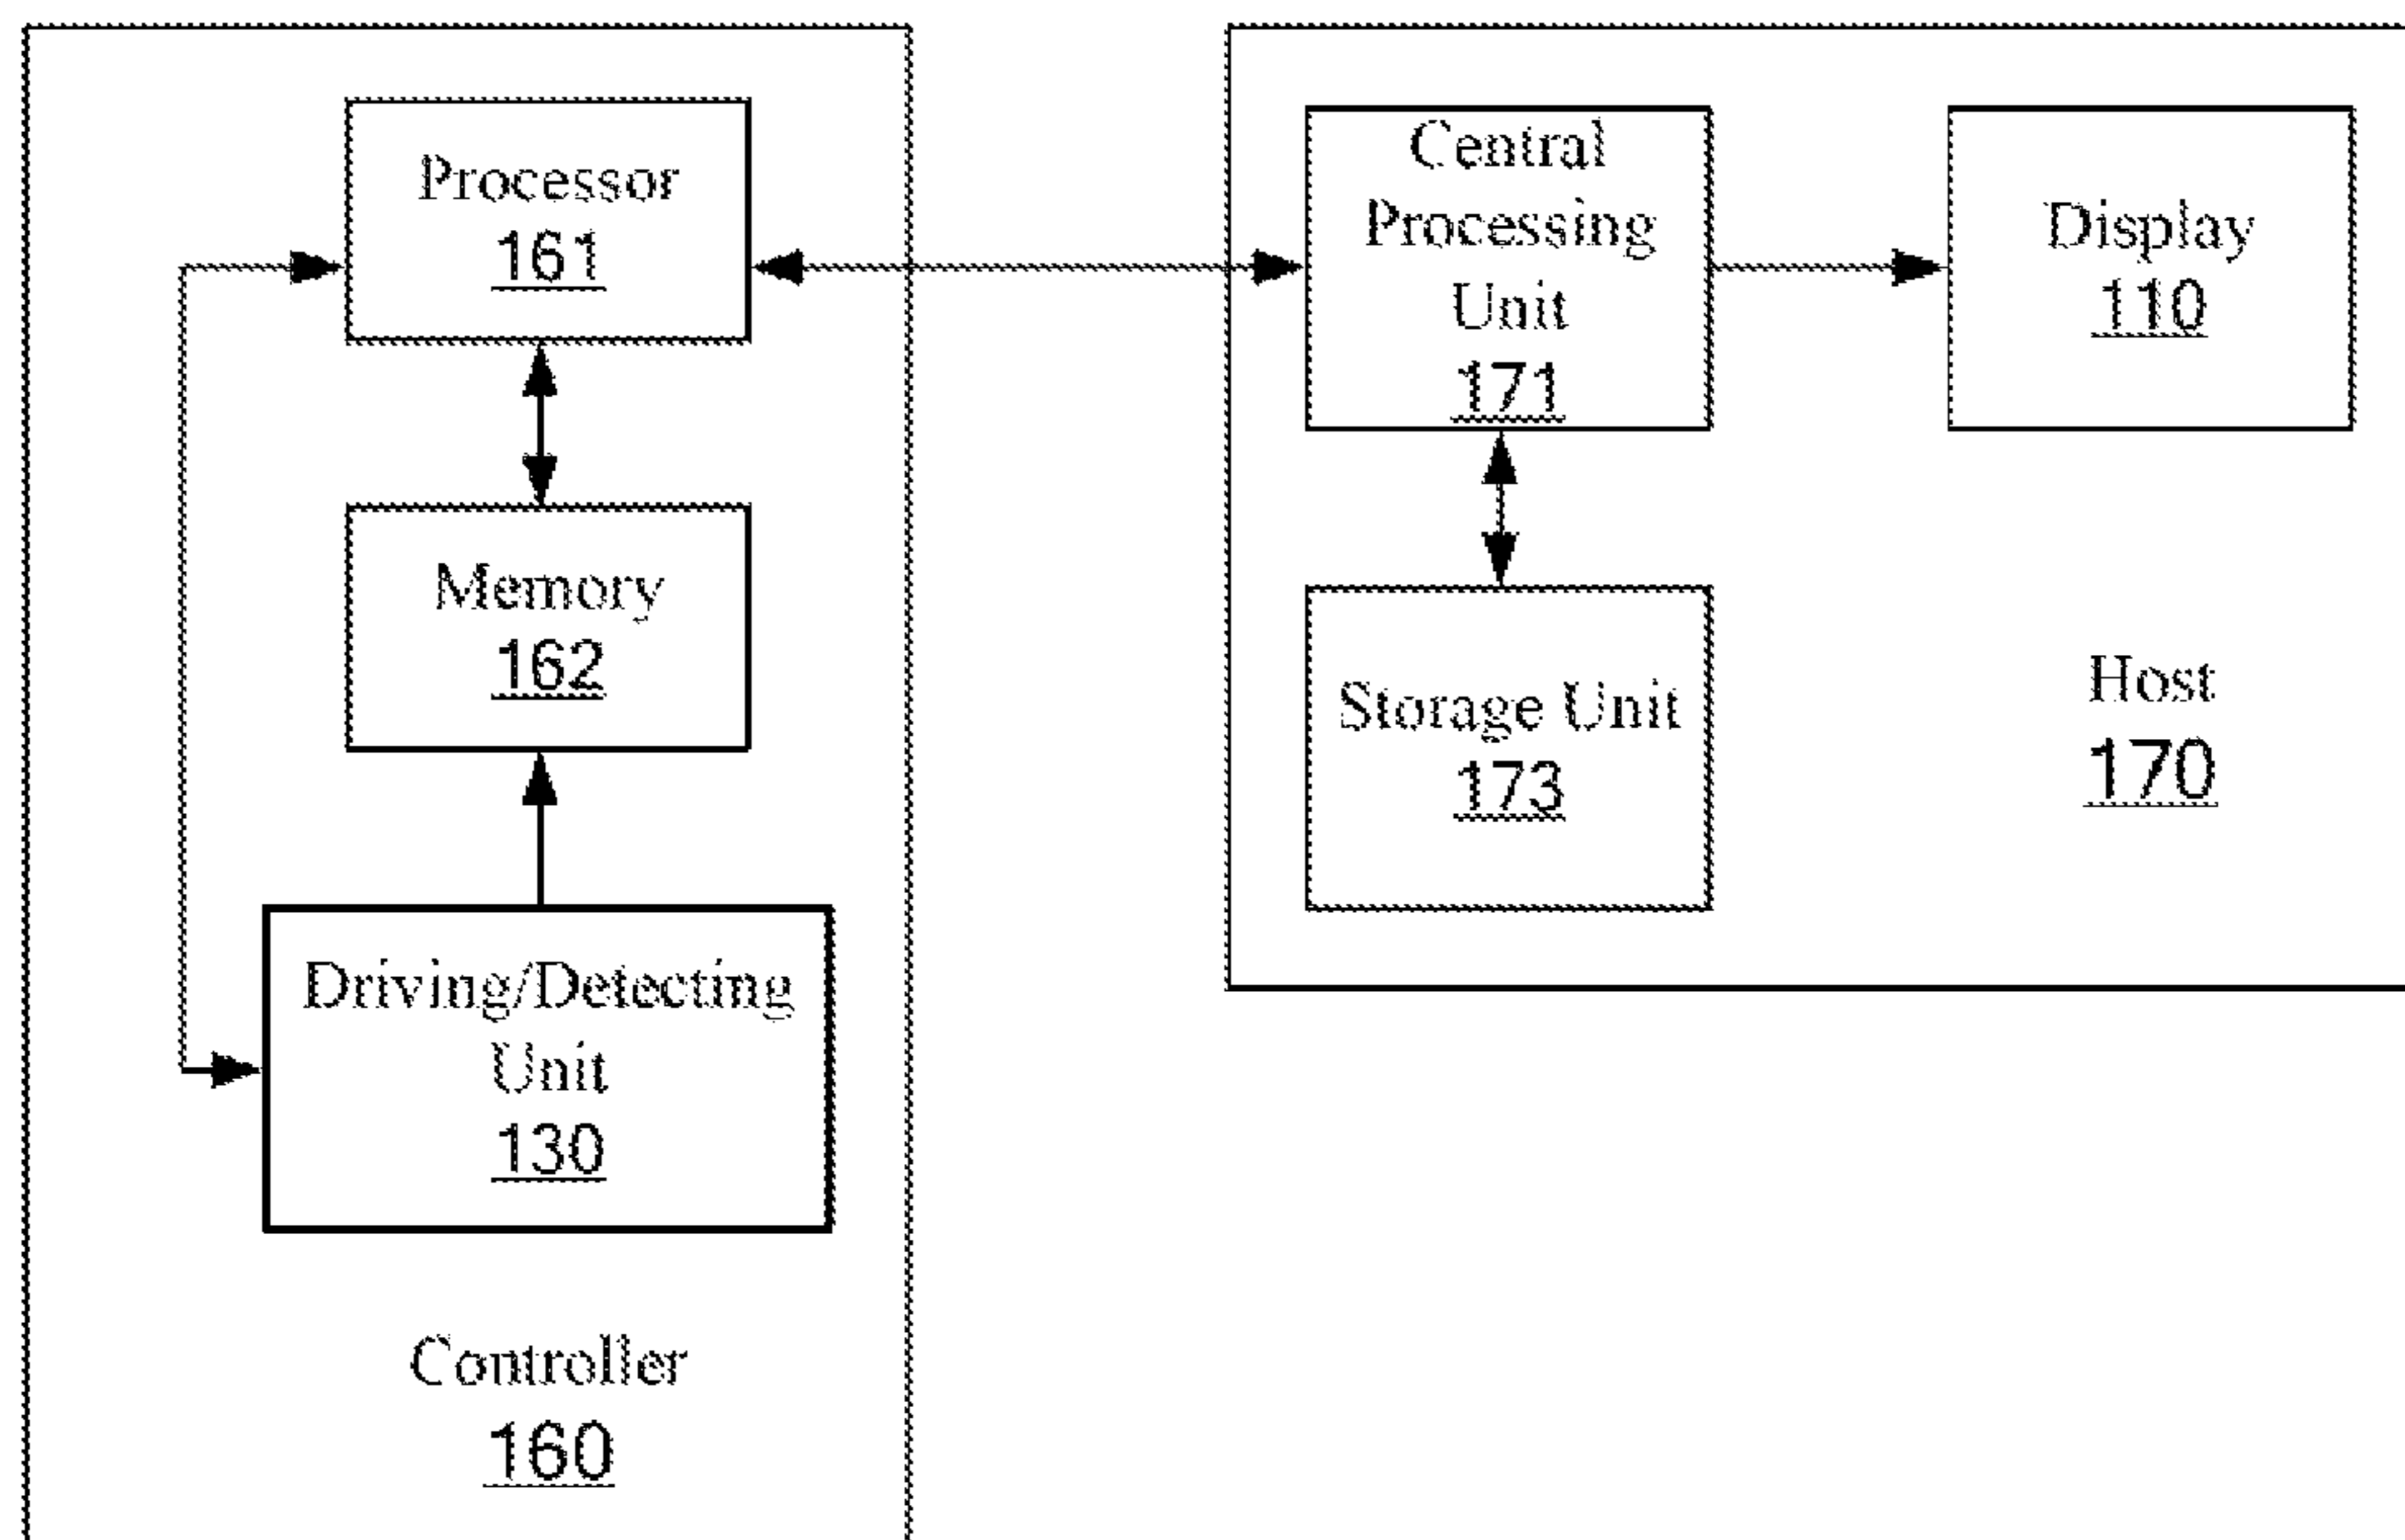 Processor
161
Memory
162
Driving/Detecting
Unit
130
Controller
160
Central
Processing
Unit
171
Display
110
Storage Unit
173
Host
170